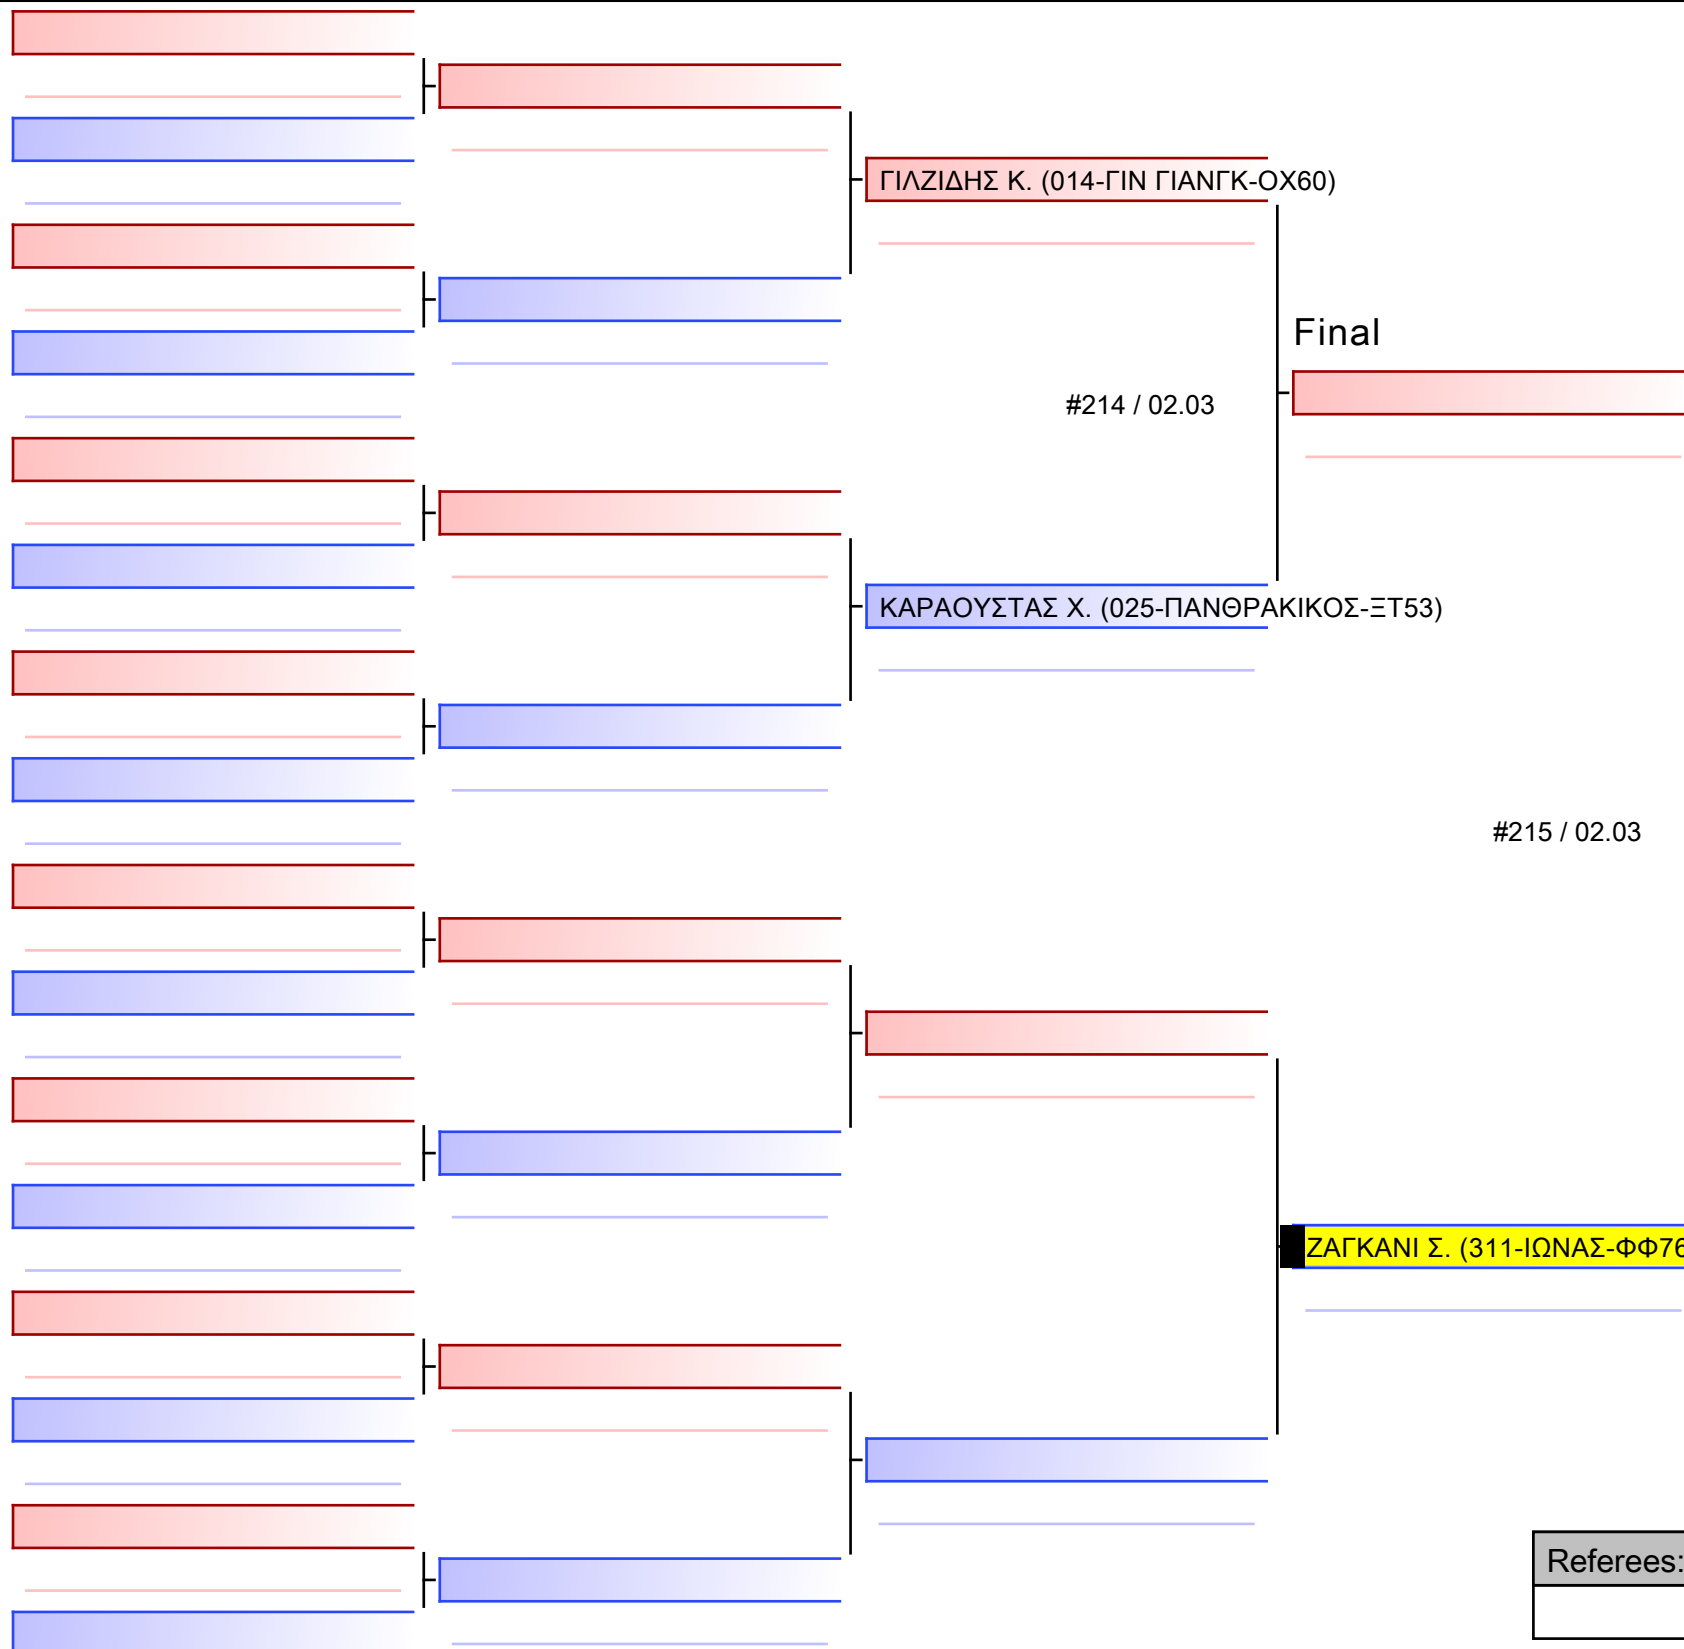 ΓΙΛΖΙΔΗΣ Κ. (014-ΓΙΝ ΓΙΑΝΓΚ-ΟΧ60)
Final
#214 / 02.03
ΚΑΡΑΟΥΣΤΑΣ Χ. (025-ΠΑΝΘΡΑΚΙΚΟΣ-ΞΤ53)
#215 / 02.03
ΖΑΓΚΑΝΙ Σ. (311-ΙΩΝΑΣ-ΦΦ76
Referees: